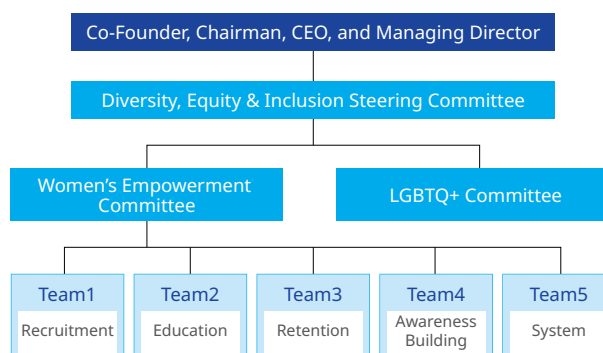 Co-Founder, Chairman, CEO, and Managing Director
Diversity, Equity & Inclusion Steering Committee
Women’s Empowerment
Committee
LGBTQ+ Committee
Team1
Recruitment
Team2
Education
Team3
Retention
Team4
Awareness
Building
Team5
System